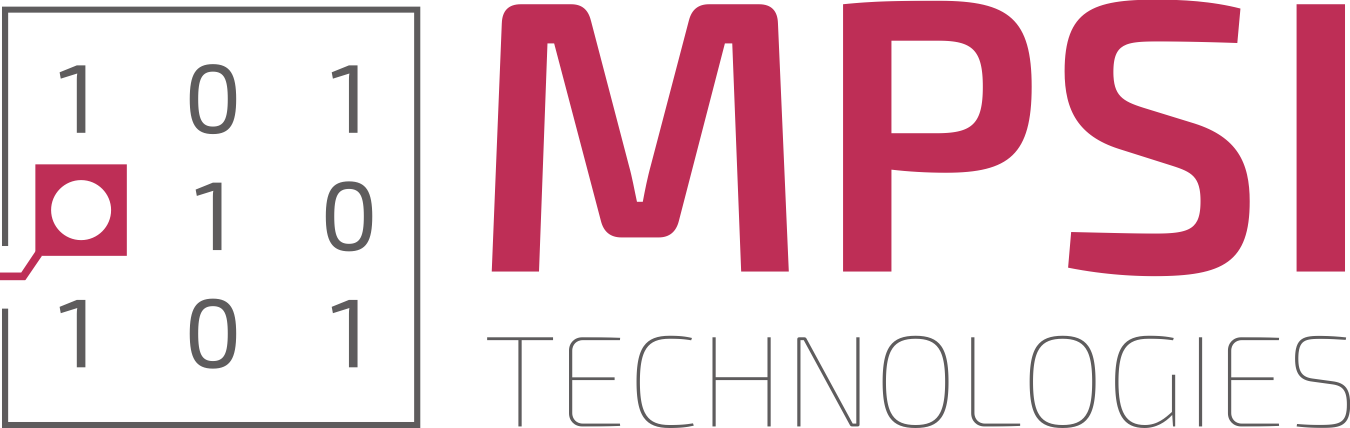 1 0 1
1 0
1 0 1
MPSI
TECHNOLOGIES